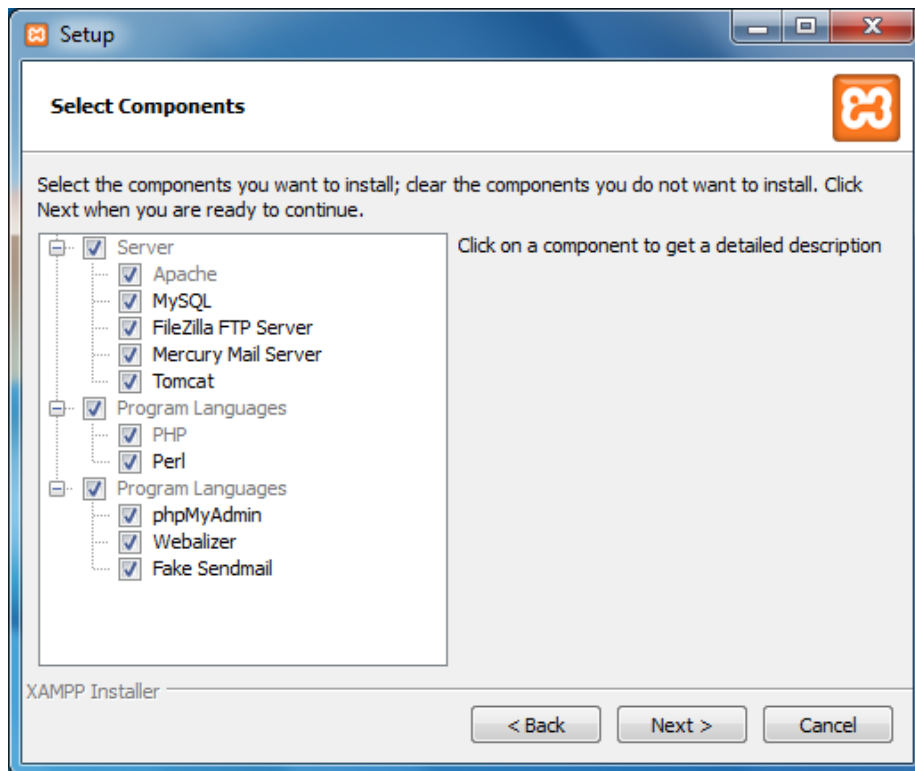 Setup
Select Components
Select the components you want to install; clear the components you do not want to install. Click
Next when you are ready to continue.
Server
Apache
MySQL
FileZilla FTP Server
Mercury Mail Server
Tomcat
Program Languages
PHP
Perl
Program Languages
phpMyAdmin
Webalizer
Fake Sendmail
Click on a component to get a detailed description
XAMPP Installer
< Back
Next >
Cancel